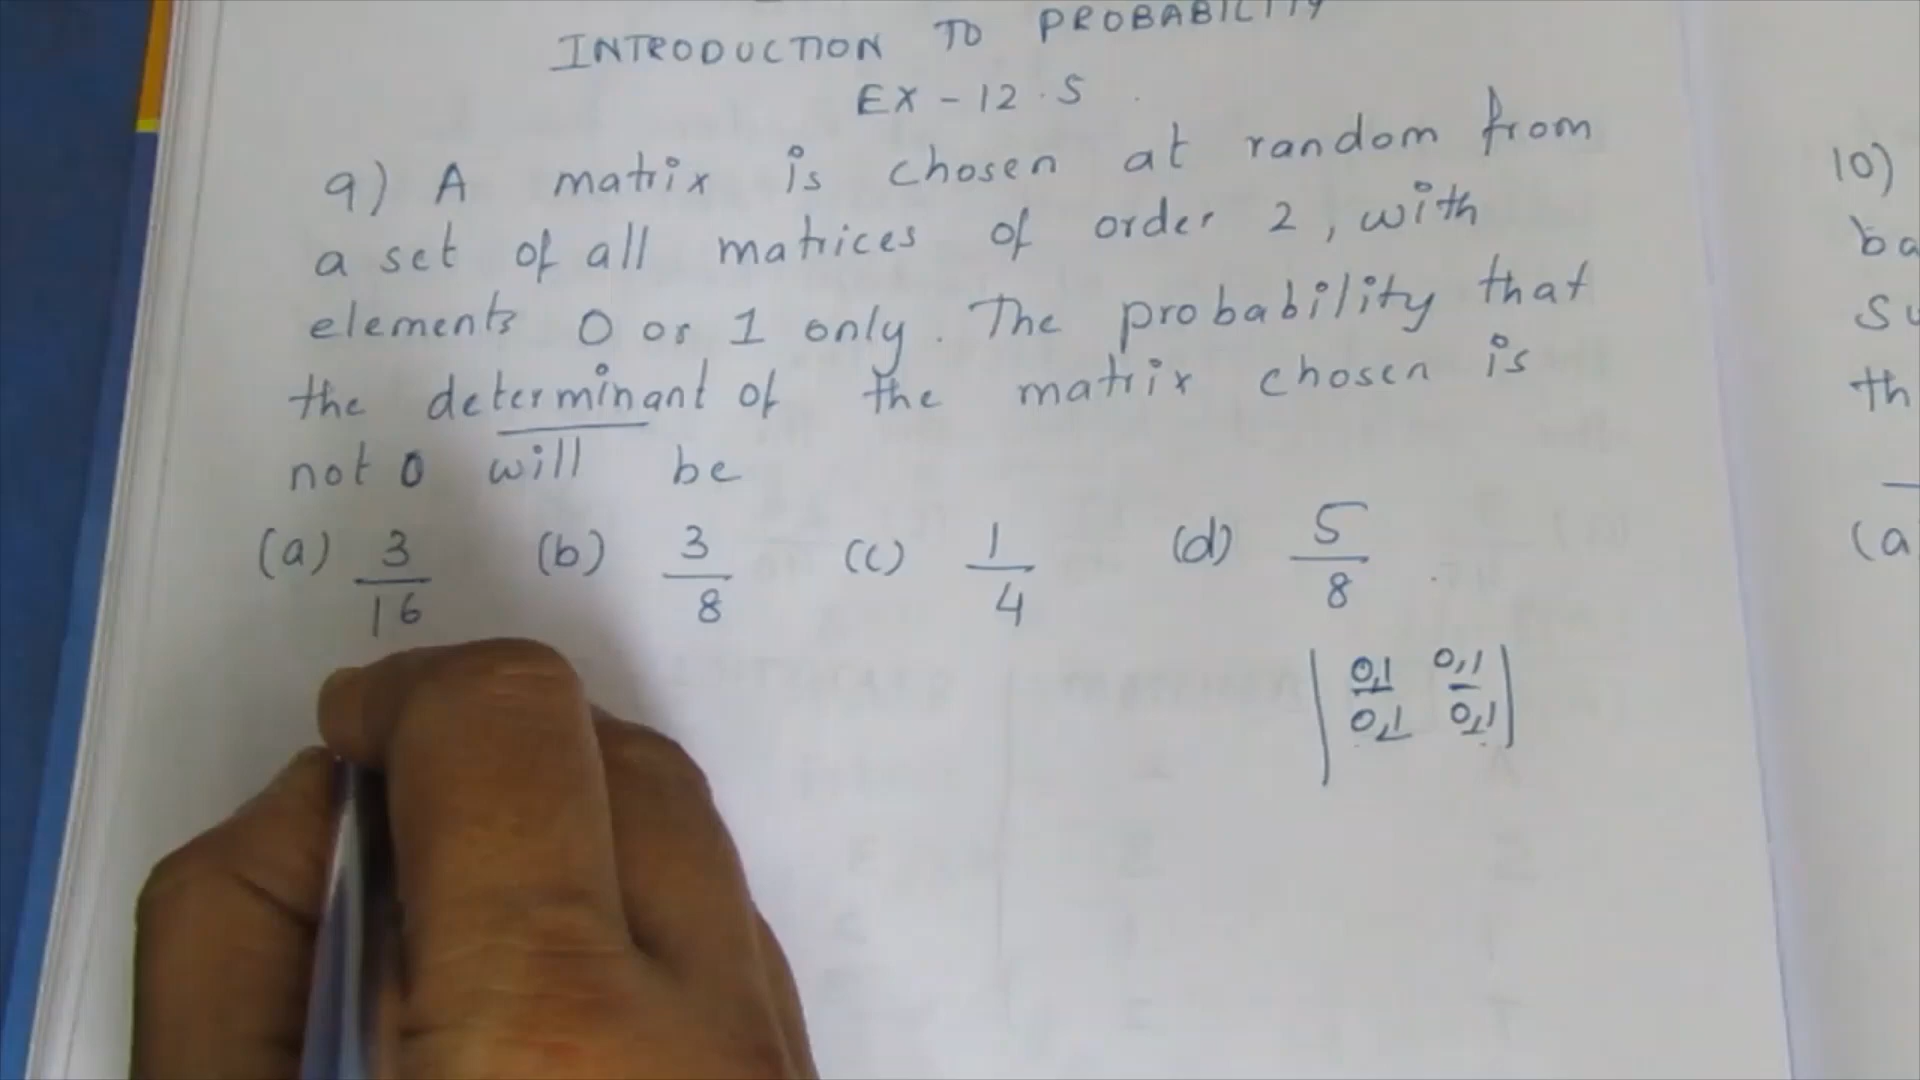 INTRODUCTION TO PROBABILITY
EX - 12.5
9) A matrix is chosen at random from
a set of all matrices of order 2, with
elements 0 or 1 only. The probability that
the determinant of the matrix chosen is
not 0 will be
(a) 3/16 (b) 3/8 (c) 1/4 (d) 5/8
0,1 0,1
0,1 0,1
10)
ba
su
th
(a